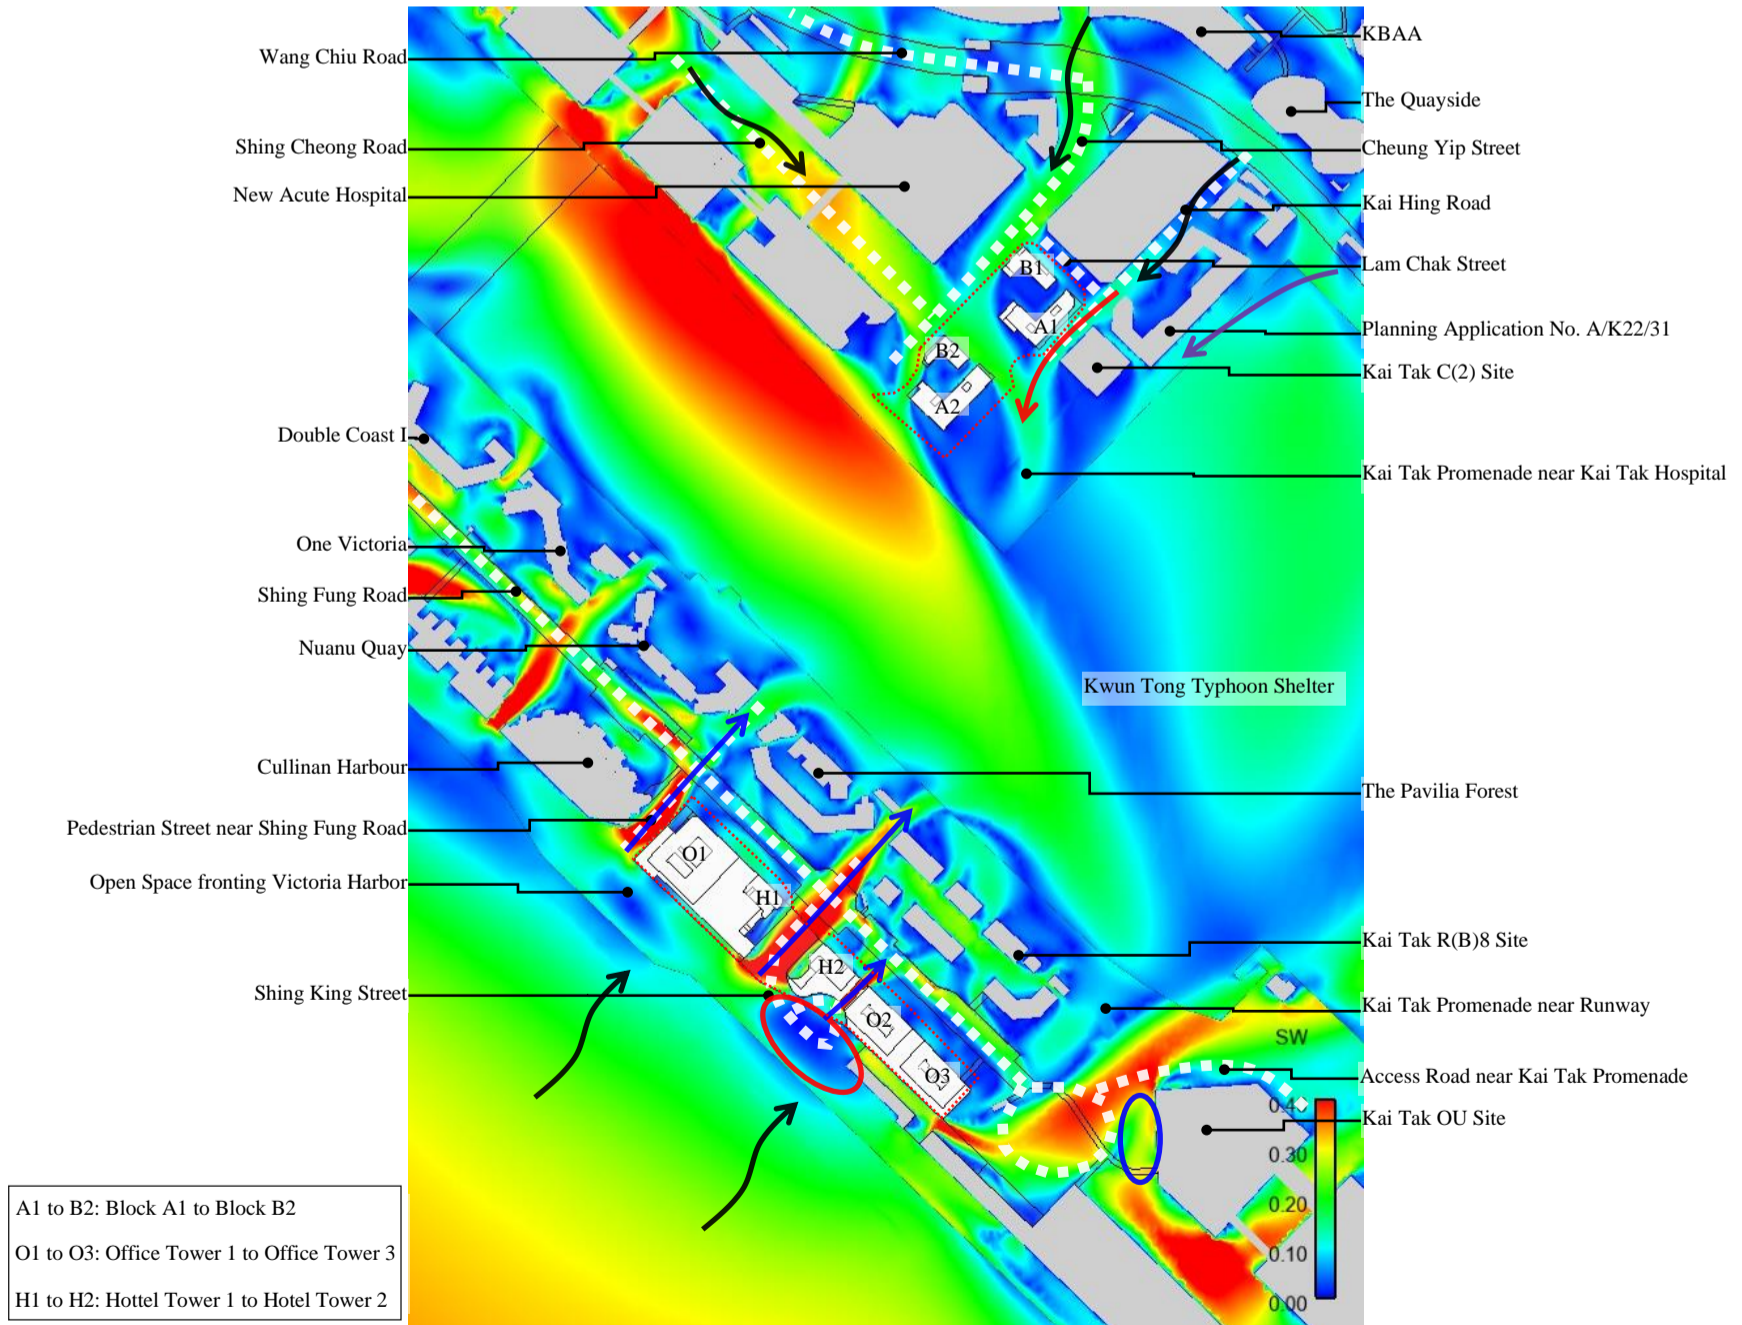 Wang Chiu Road
Shing Cheong Road
New Acute Hospital
Double Coast I
One Victoria
Shing Fung Road
Nuanu Quay
Cullinan Harbour
Pedestrian Street near Shing Fung Road
Open Space fronting Victoria Harbor
Shing King Street
KBAA
The Quayside
Cheung Yip Street
Kai Hing Road
Lam Chak Street
Planning Application No. A/K22/31
Kai Tak C(2) Site
Kai Tak Promenade near Kai Tak Hospital
The Pavilia Forest
Kai Tak R(B)8 Site
Kai Tak Promenade near Runway
Access Road near Kai Tak Promenade
Kai Tak OU Site
B1
A1
B2
A2
Kwun Tong Typhoon Shelter
O1
H1
H2
O2
O3
SW
0.4
0.30
0.20
0.10
0.00
A1 to B2: Block A1 to Block B2
O1 to O3: Office Tower 1 to Office Tower 3
H1 to H2: Hottel Tower 1 to Hotel Tower 2